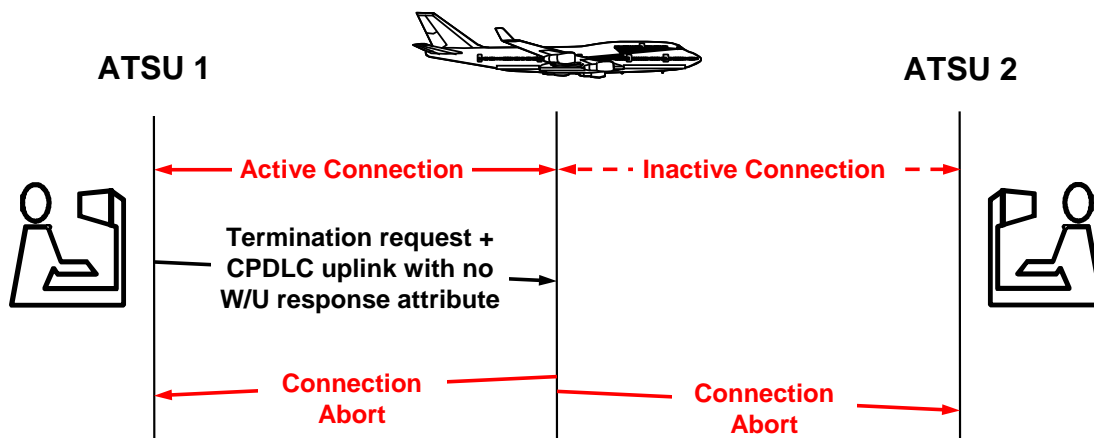 ATSU 1
ATSU 2
Active Connection
Inactive Connection
Termination request +
CPDLC uplink with no
W/U response attribute
Connection
Abort
Connection
Abort